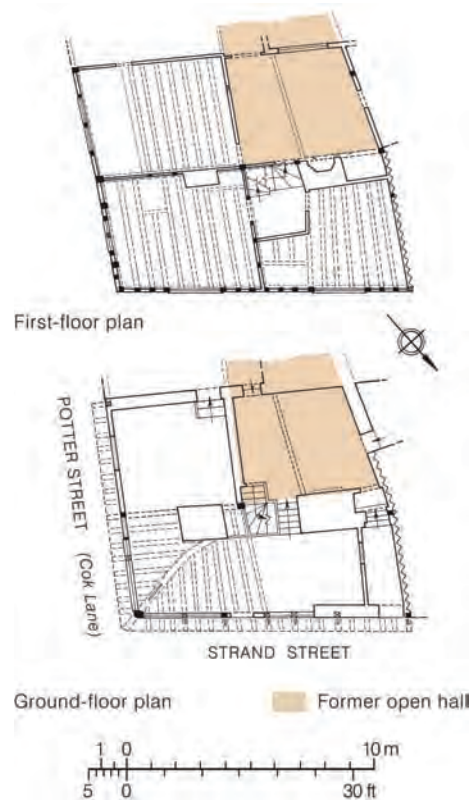 First-floor plan
POTTER STREET
(Cok Lane)
STRAND STREET
Ground-floor plan
Former open hall
1 0 10 m
5 0 30 ft